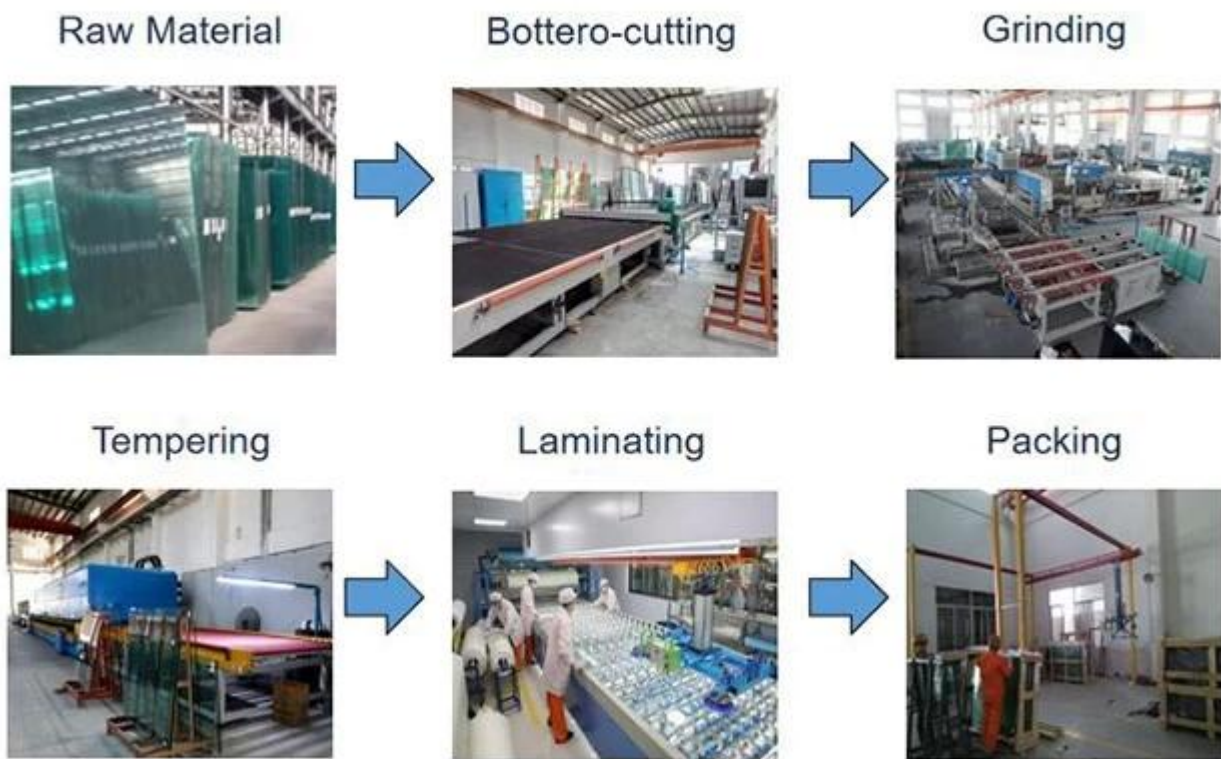 Raw Material
Bottero-cutting
Grinding
Tempering
Laminating
Packing